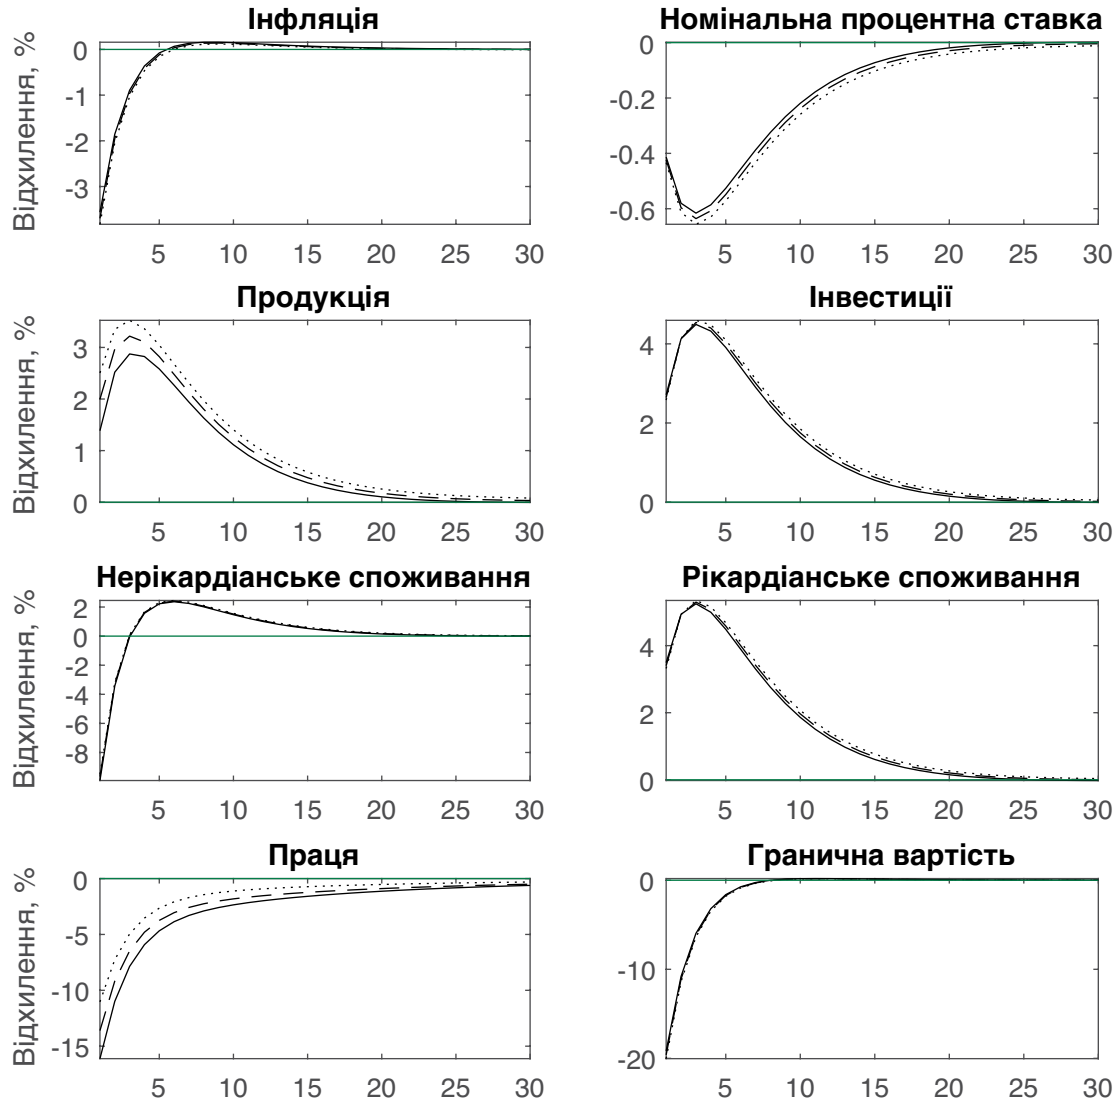 Інфляція
Номінальна процентна ставка
Відхилення, %
0
-1
-2
-3
5 10 15 20 25 30
0
-0.2
-0.4
-0.6
5 10 15 20 25 30
Продукція
Інвестиції
Відхилення, %
3
2
1
0
5 10 15 20 25 30
4
2
0
5 10 15 20 25 30
Нерікардіанське споживання
Рікардіанське споживання
Відхилення, %
2
0
-2
-4
-6
-8
5 10 15 20 25 30
4
2
0
5 10 15 20 25 30
Праця
Гранична вартість
Відхилення, %
0
-5
-10
-15
5 10 15 20 25 30
0
-10
-20
5 10 15 20 25 30